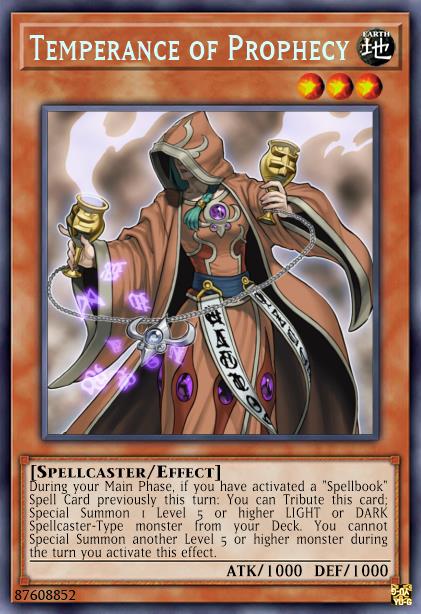 TEMPERANCE OF PROPHECY
EARTH
地
[SPELLCASTER/EFFECT]
During your Main Phase, if you have activated a "Spellbook"
Spell Card previously this turn: You can Tribute this card;
Special Summon 1 Level 5 or higher LIGHT or DARK
Spellcaster-Type monster from your Deck. You cannot
Special Summon another Level 5 or higher monster during
the turn you activate this effect.
ATK/1000 DEF/1000
87608852